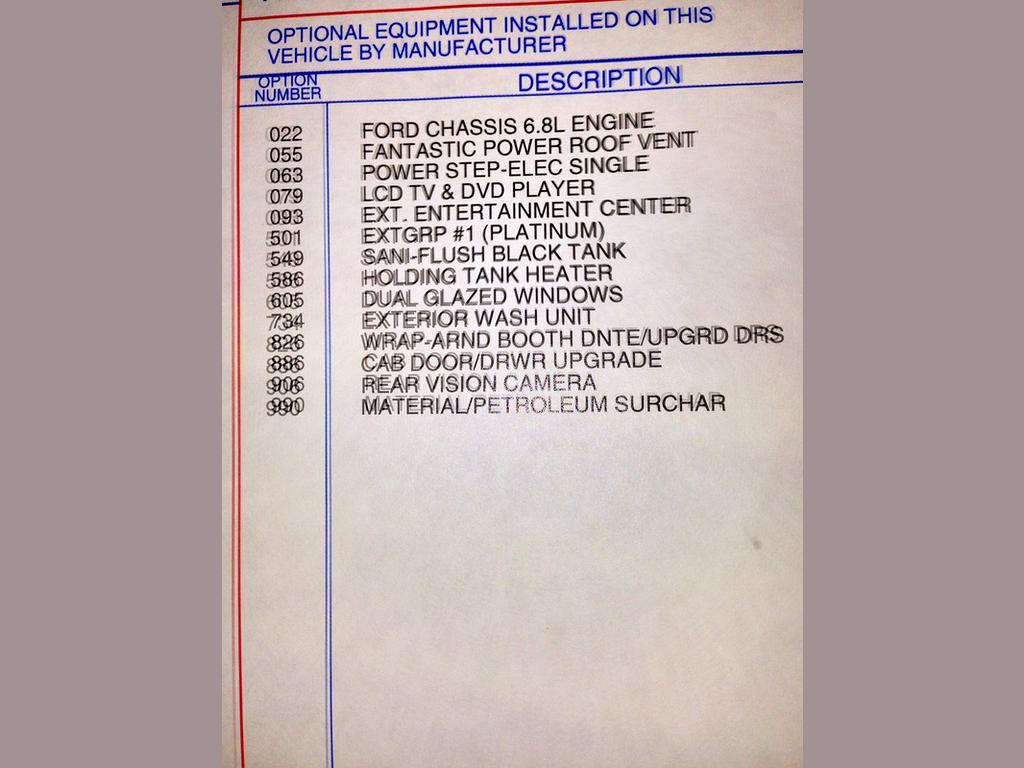 OPTIONAL EQUIPMENT INSTALLED ON THIS
VEHICLE BY MANUFACTURER
OPTION
NUMBER DESCRIPTION
022 FORD CHASSIS 6.8L ENGINE
055 FANTASTIC POWER ROOF VENT
063 POWER STEP-ELEC SINGLE
079 LCD TV & DVD PLAYER
093 EXT. ENTERTAINMENT CENTER
501 EXTGRP #1 (PLATINUM)
549 SANI-FLUSH BLACK TANK
586 HOLDING TANK HEATER
605 DUAL GLAZED WINDOWS
734 EXTERIOR WASH UNIT
826 WRAP-ARND BOOTH DNTE/UPGRD DRS
886 CAB DOOR/DRWR UPGRADE
906 REAR VISION CAMERA
990 MATERIAL/PETROLEUM SURCHAR